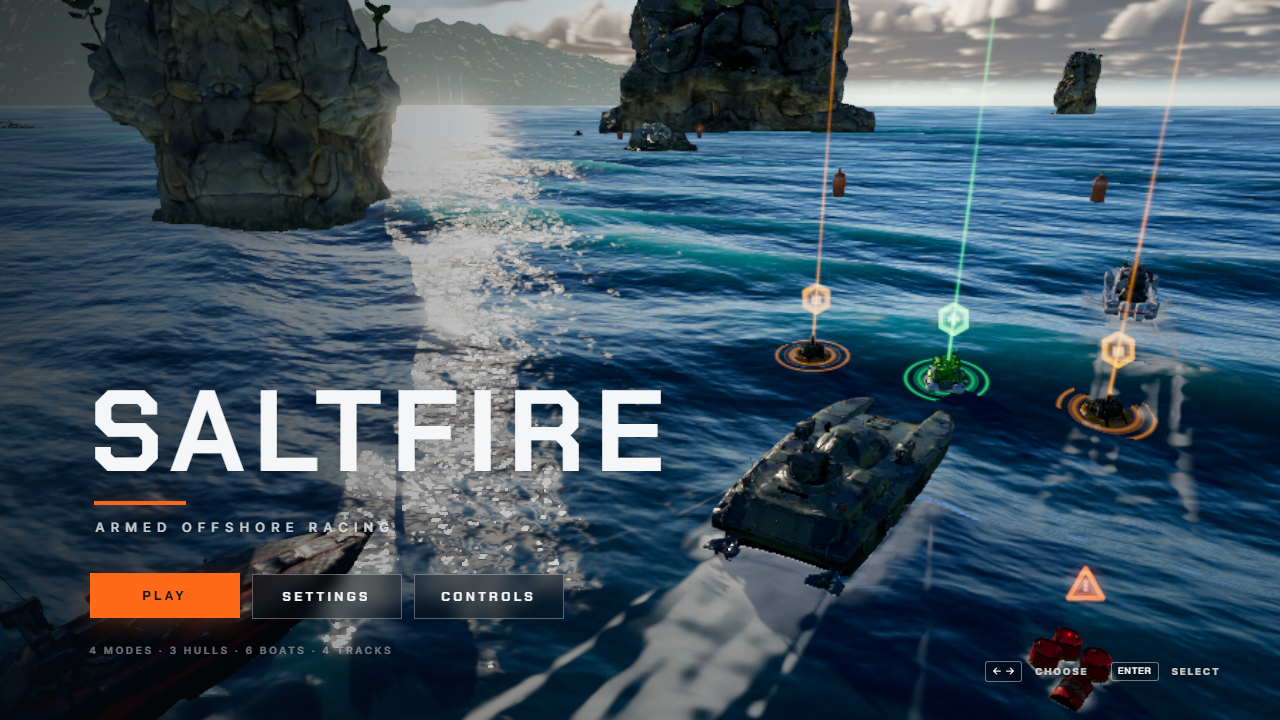 SALTFIRE
ARMED OFFSHORE RACING
PLAY
SETTINGS
CONTROLS
4 MODES · 3 HULLS · 6 BOATS · 4 TRACKS
← → CHOOSE ENTER SELECT